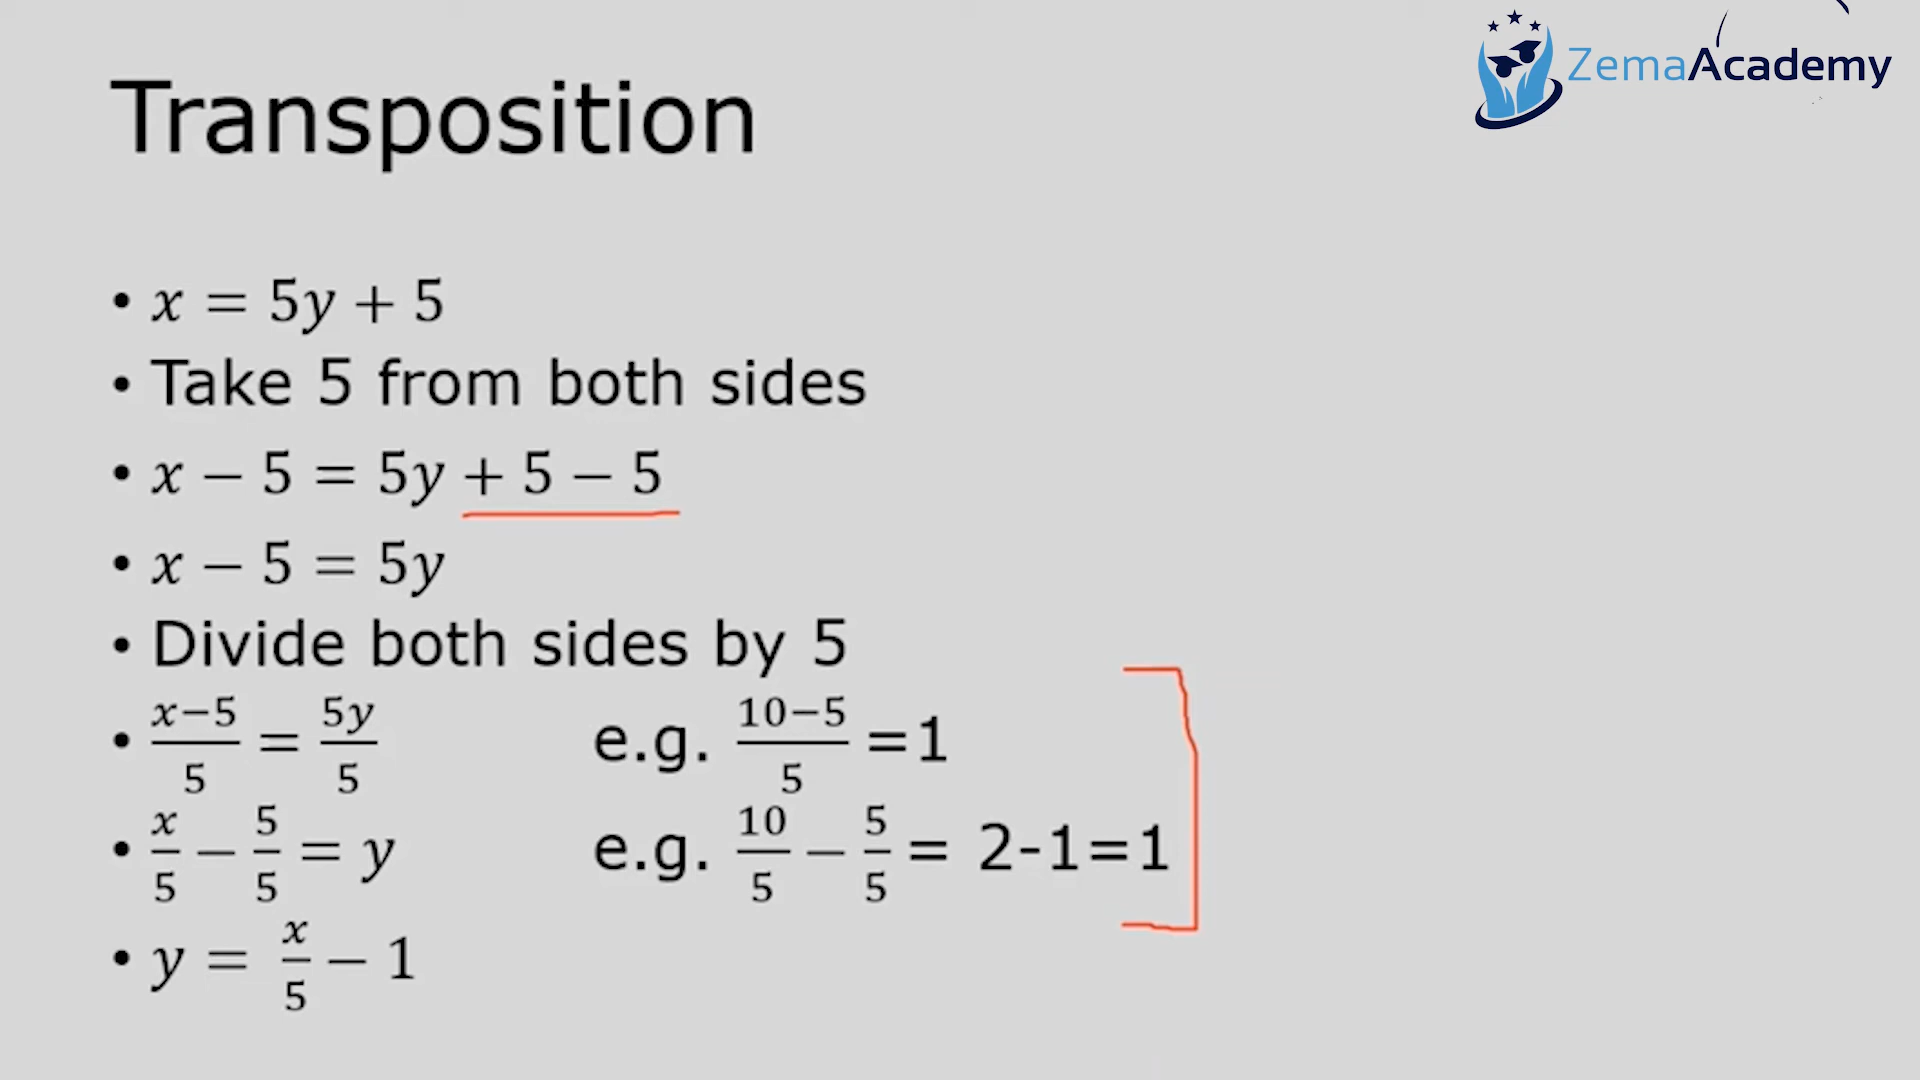 ZemaAcademy
Transposition
• x = 5y + 5
• Take 5 from both sides
• x − 5 = 5y + 5 − 5
• x − 5 = 5y
• Divide both sides by 5
• (x−5)/5 = 5y/5 e.g. (10−5)/5 =1
• x/5 − 5/5 = y e.g. 10/5 − 5/5 = 2-1=1
• y = x/5 − 1